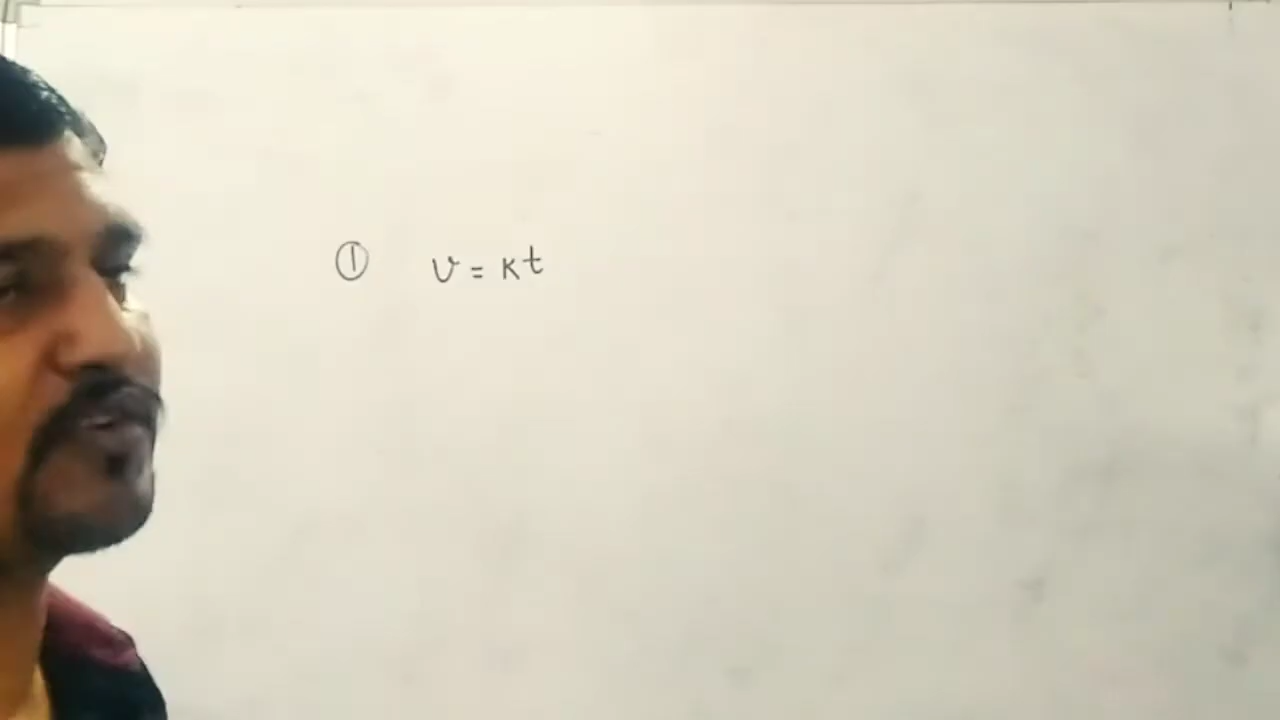 ① v = kt